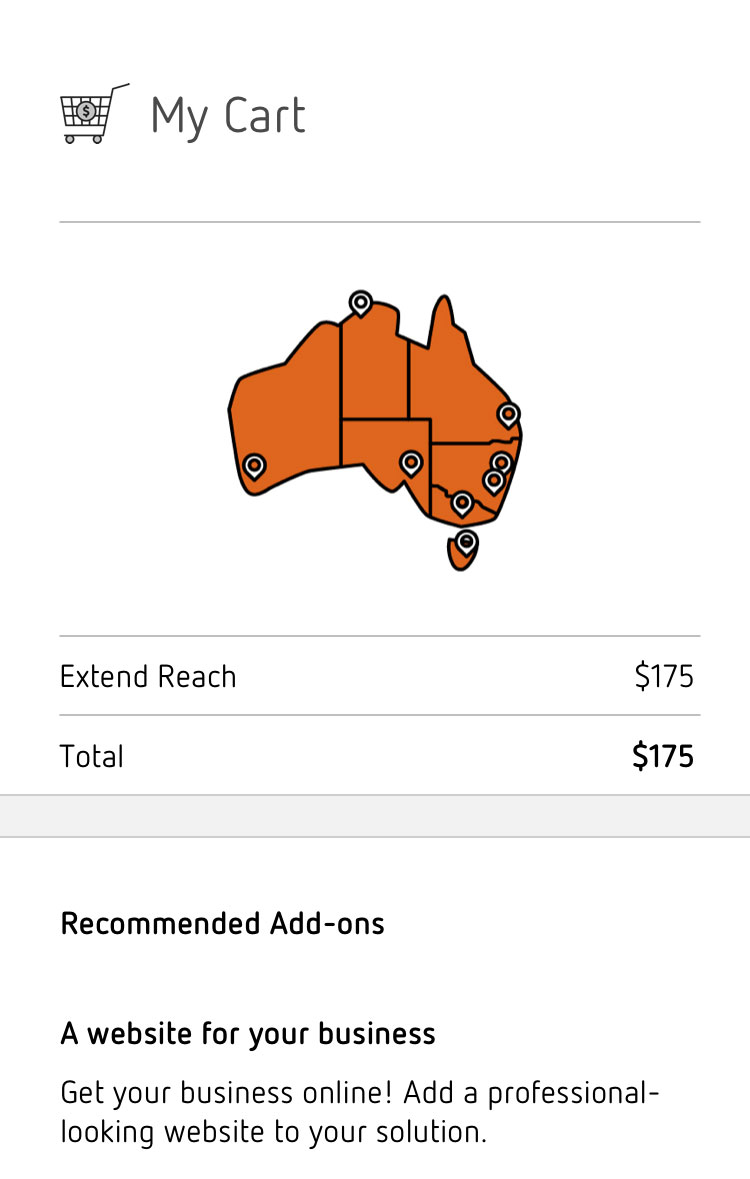 $
My Cart
Extend Reach $175
Total $175
Recommended Add-ons
A website for your business
Get your business online! Add a professional-
looking website to your solution.